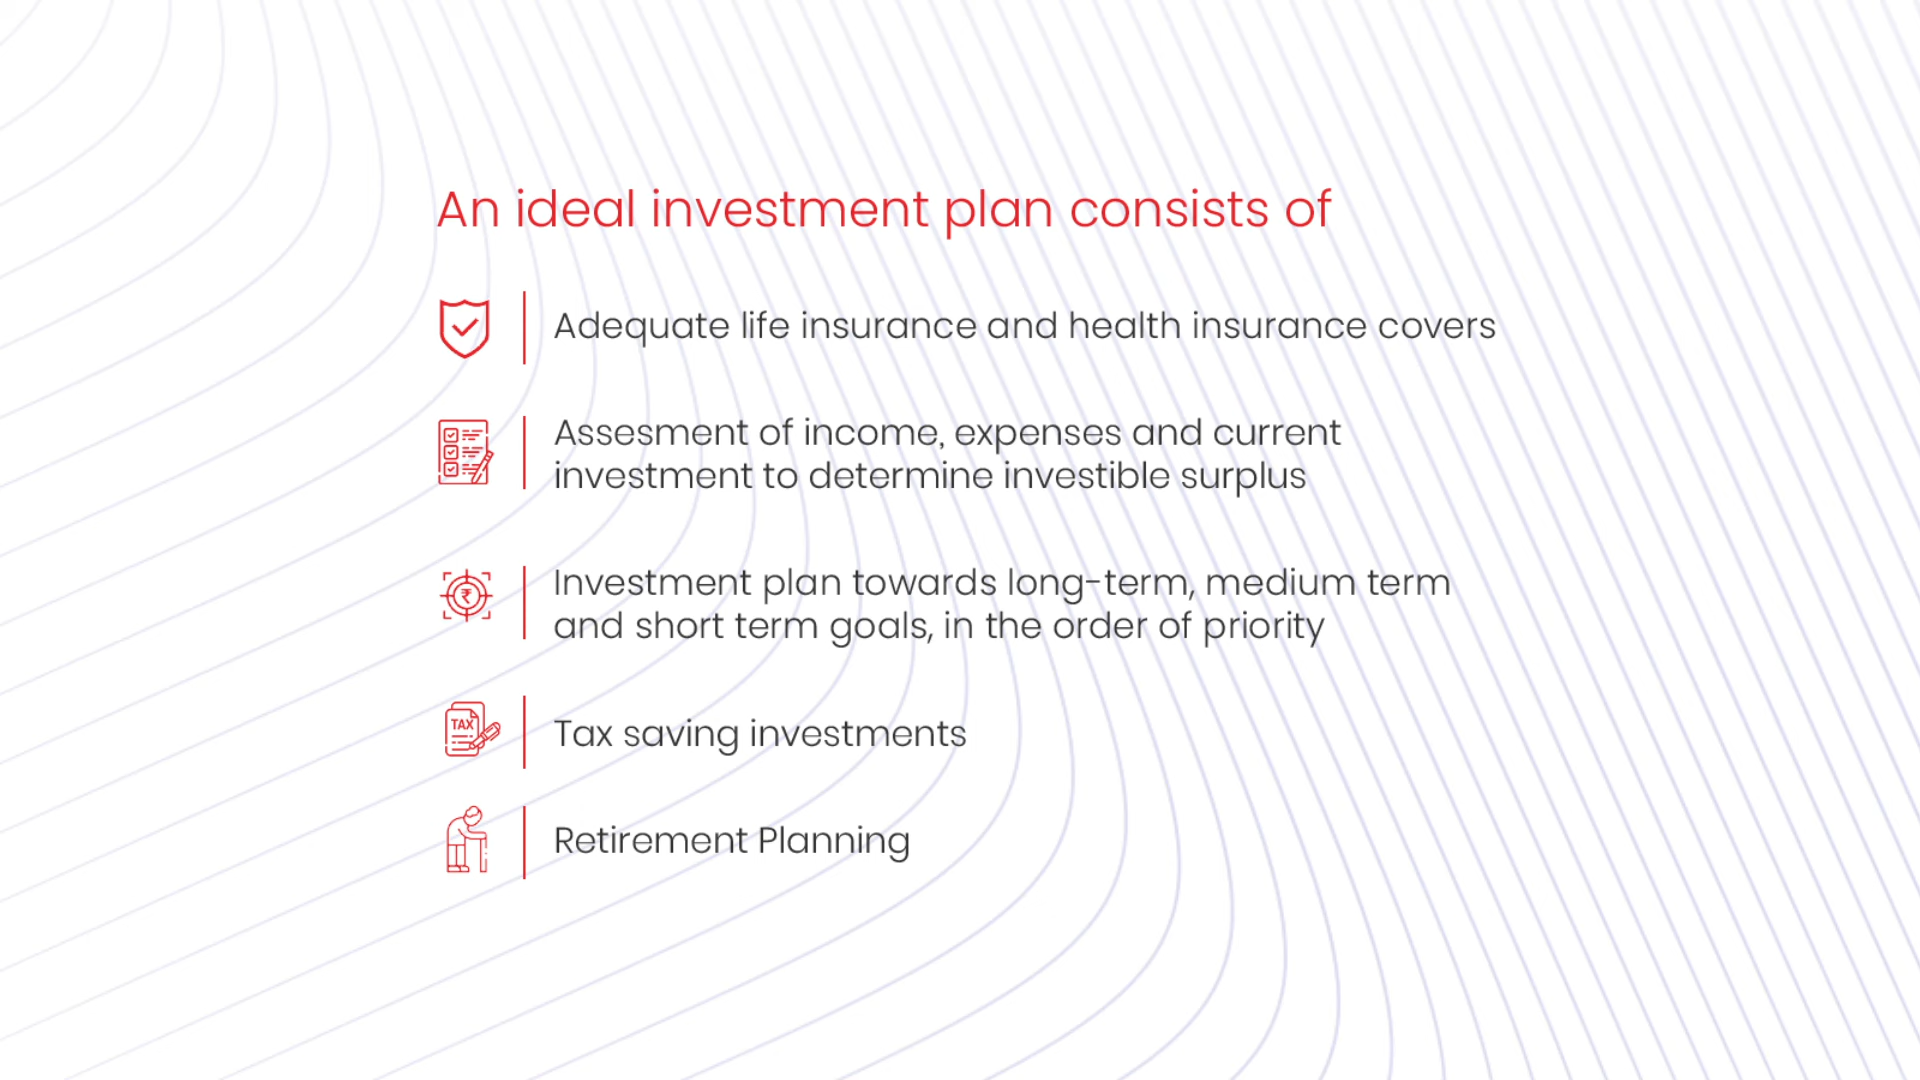 An ideal investment plan consists of
Adequate life insurance and health insurance covers
Assesment of income, expenses and current
investment to determine investible surplus
₹
Investment plan towards long-term, medium term
and short term goals, in the order of priority
TAX
Tax saving investments
Retirement Planning